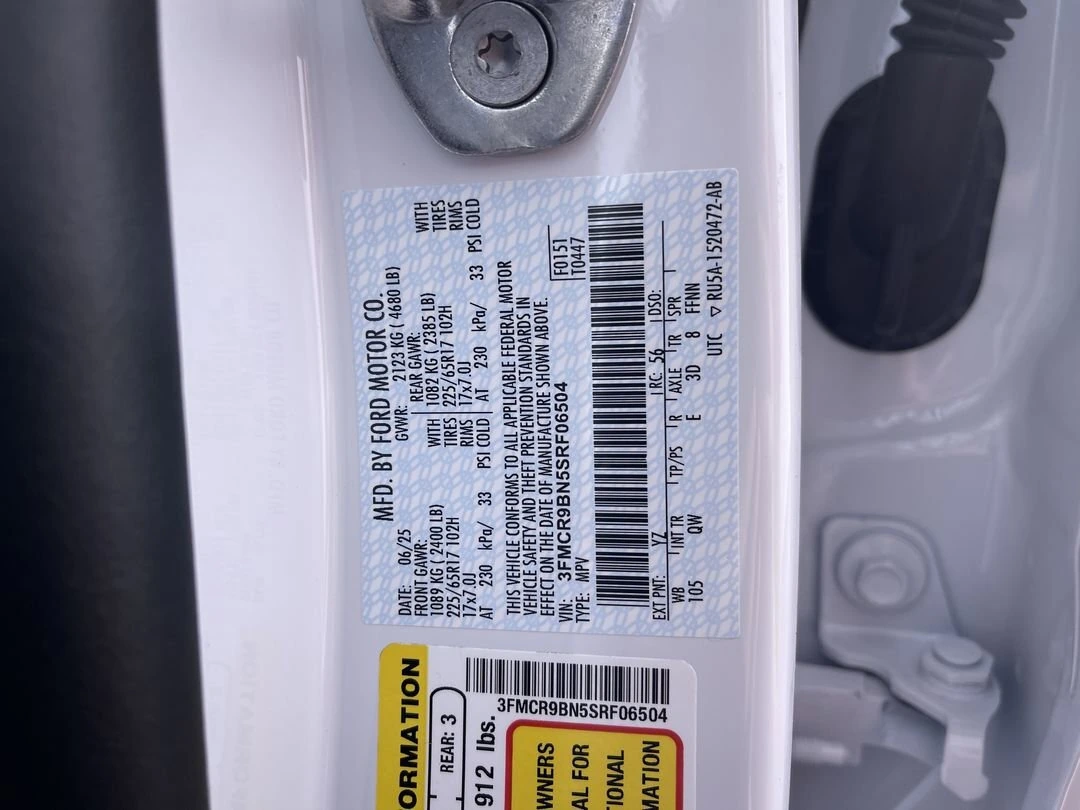 MFD. BY FORD MOTOR CO.
DATE: 06/25 GVWR: 2123 KG ( 4680 LB)
FRONT GAWR: REAR GAWR:
1089 KG ( 2400 LB) WITH 1082 KG ( 2385 LB) WITH
225/65R17 102H TIRES 225/65R17 102H TIRES
17x7.0J RIMS 17x7.0J RIMS
AT 230 kPa/ 33 PSI COLD AT 230 kPa/ 33 PSI COLD
THIS VEHICLE CONFORMS TO ALL APPLICABLE FEDERAL MOTOR
VEHICLE SAFETY AND THEFT PREVENTION STANDARDS IN
EFFECT ON THE DATE OF MANUFACTURE SHOWN ABOVE.
VIN: 3FMCR9BN5SRF06504 F0151
TYPE: MPV T0447
EXT PNT: YZ RC: 56 DSO:
WB INT TR TP/PS R AXLE TR SPR
105 QW E 3D 8 FFNN
UTC ▽ RU5A-1520472-AB
ORMATION
REAR: 3
912 lbs.
3FMCR9BN5SRF06504
OWNERS
AL FOR
TIONAL
MATION